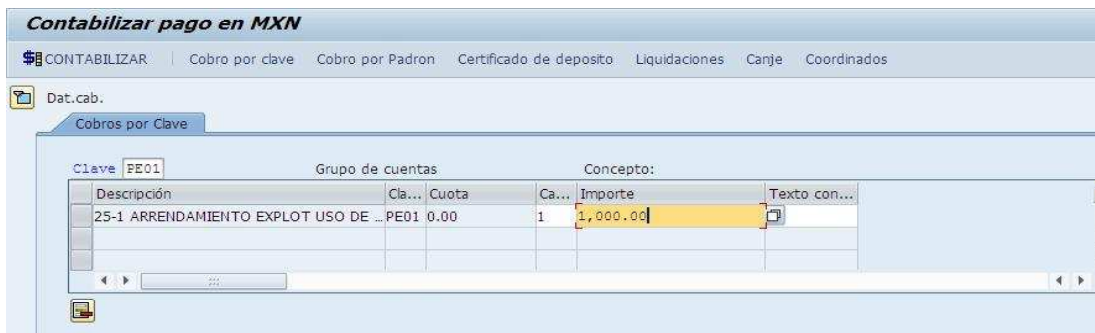 Contabilizar pago en MXN
CONTABILIZAR Cobro por clave Cobro por Padron Certificado de deposito Liquidaciones Canje Coordinados
Dat.cab.
Cobros por Clave
Clave PE01 Grupo de cuentas Concepto:
Descripción Cla... Cuota Ca... Importe Texto con...
25-1 ARRENDAMIENTO EXPLOT USO DE ... PE01 0.00 1 1,000.00